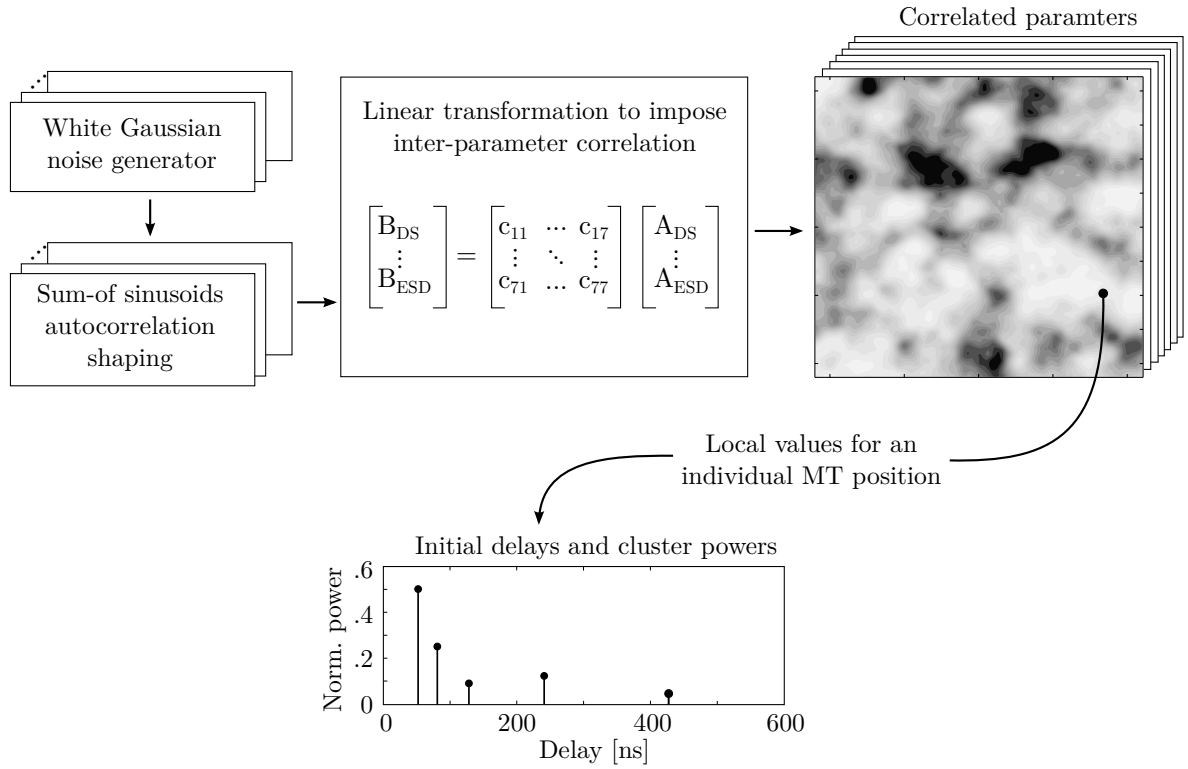 Correlated paramters
White Gaussian
noise generator
Sum-of sinusoids
autocorrelation
shaping
Linear transformation to impose
inter-parameter correlation
B_DS ⋮ B_ESD = c_11 ... c_17 ⋮ ⋱ ⋮ c_71 ... c_77 A_DS ⋮ A_ESD
Local values for an
individual MT position
Initial delays and cluster powers
Norm. power
.6
.4
.2
0
0 200 400 600
Delay [ns]